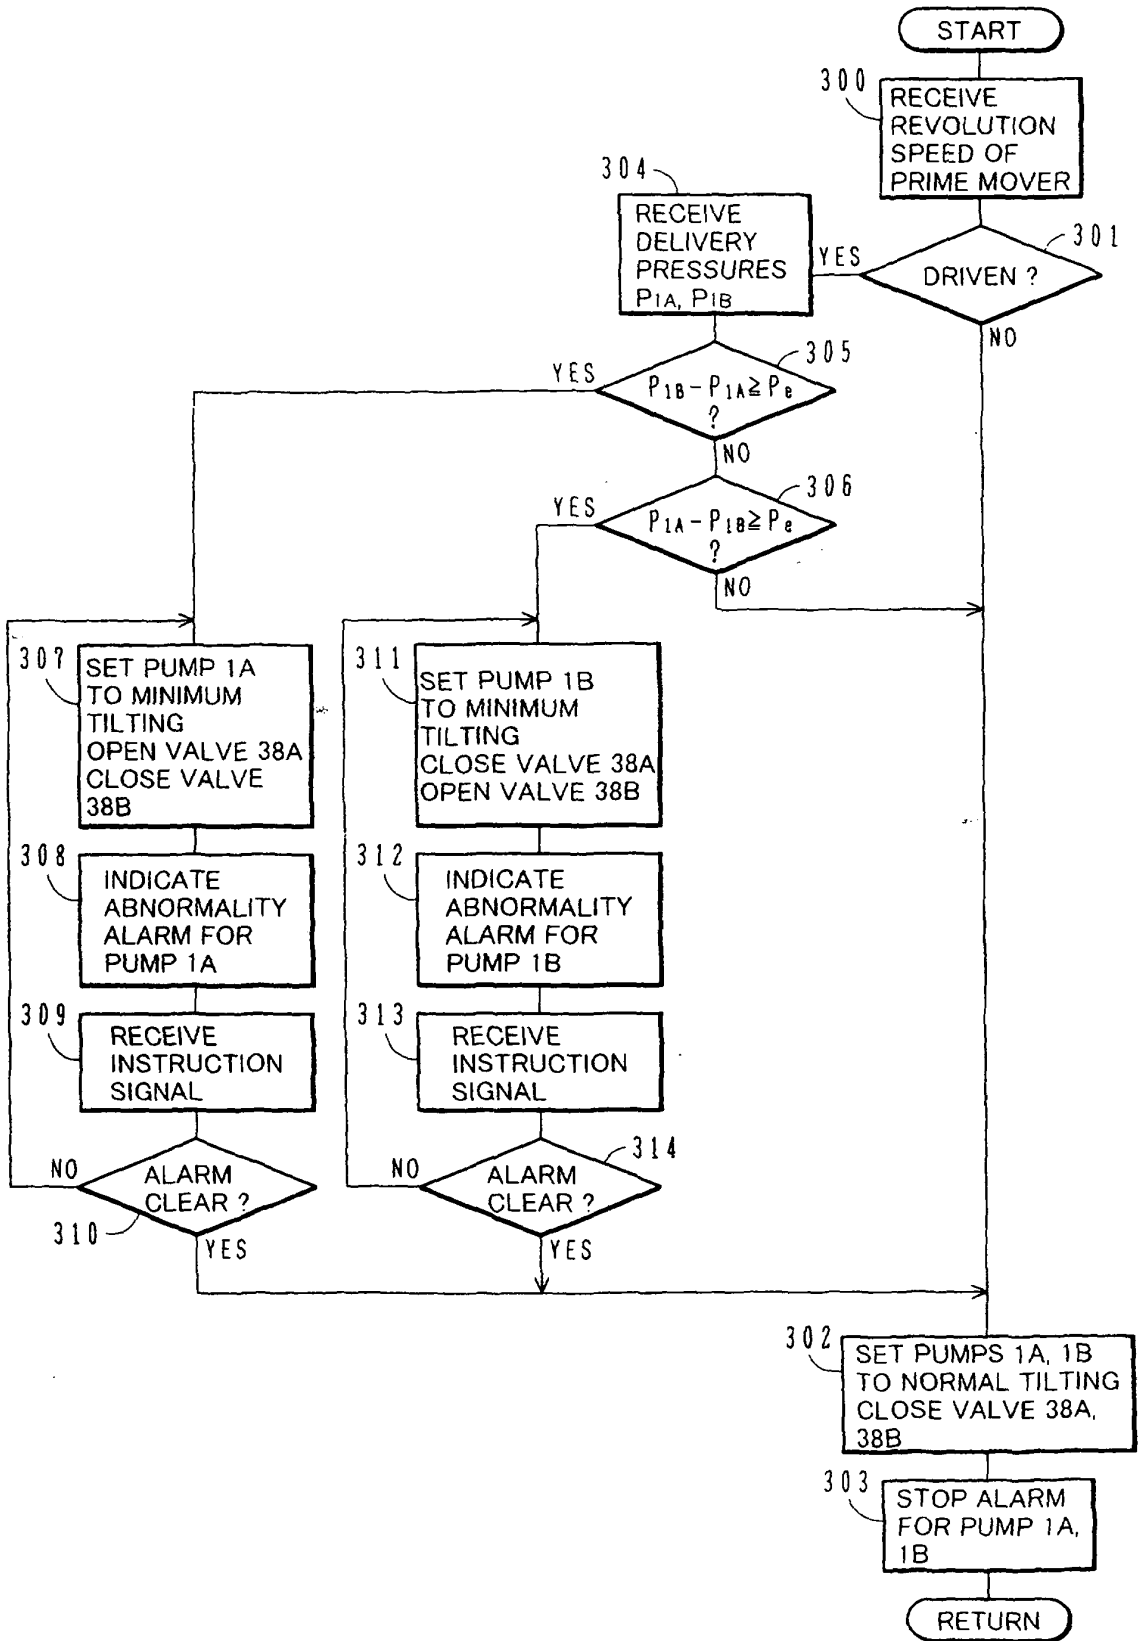 START
300
RECEIVE
REVOLUTION
SPEED OF
PRIME MOVER
301
DRIVEN ?
YES
NO
304
RECEIVE
DELIVERY
PRESSURES
P1A, P1B
305
P1B - P1A ≧ Pe
?
YES
NO
306
P1A - P1B ≧ Pe
?
YES
NO
307
SET PUMP 1A
TO MINIMUM
TILTING
OPEN VALVE 38A
CLOSE VALVE
38B
308
INDICATE
ABNORMALITY
ALARM FOR
PUMP 1A
309
RECEIVE
INSTRUCTION
SIGNAL
310
ALARM
CLEAR ?
NO
YES
311
SET PUMP 1B
TO MINIMUM
TILTING
CLOSE VALVE 38A
OPEN VALVE 38B
312
INDICATE
ABNORMALITY
ALARM FOR
PUMP 1B
313
RECEIVE
INSTRUCTION
SIGNAL
314
ALARM
CLEAR ?
NO
YES
302
SET PUMPS 1A, 1B
TO NORMAL TILTING
CLOSE VALVE 38A,
38B
303
STOP ALARM
FOR PUMP 1A,
1B
RETURN